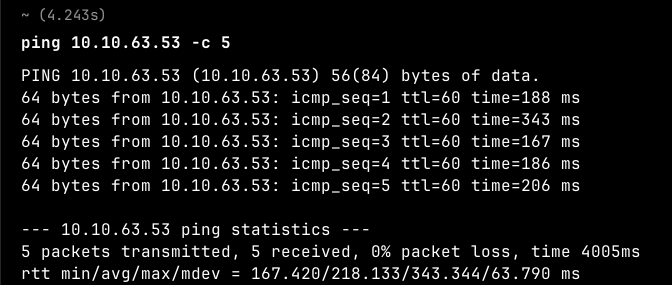 ~ (4.243s)
ping 10.10.63.53 -c 5
PING 10.10.63.53 (10.10.63.53) 56(84) bytes of data.
64 bytes from 10.10.63.53: icmp_seq=1 ttl=60 time=188 ms
64 bytes from 10.10.63.53: icmp_seq=2 ttl=60 time=343 ms
64 bytes from 10.10.63.53: icmp_seq=3 ttl=60 time=167 ms
64 bytes from 10.10.63.53: icmp_seq=4 ttl=60 time=186 ms
64 bytes from 10.10.63.53: icmp_seq=5 ttl=60 time=206 ms
--- 10.10.63.53 ping statistics ---
5 packets transmitted, 5 received, 0% packet loss, time 4005ms
rtt min/avg/max/mdev = 167.420/218.133/343.344/63.790 ms